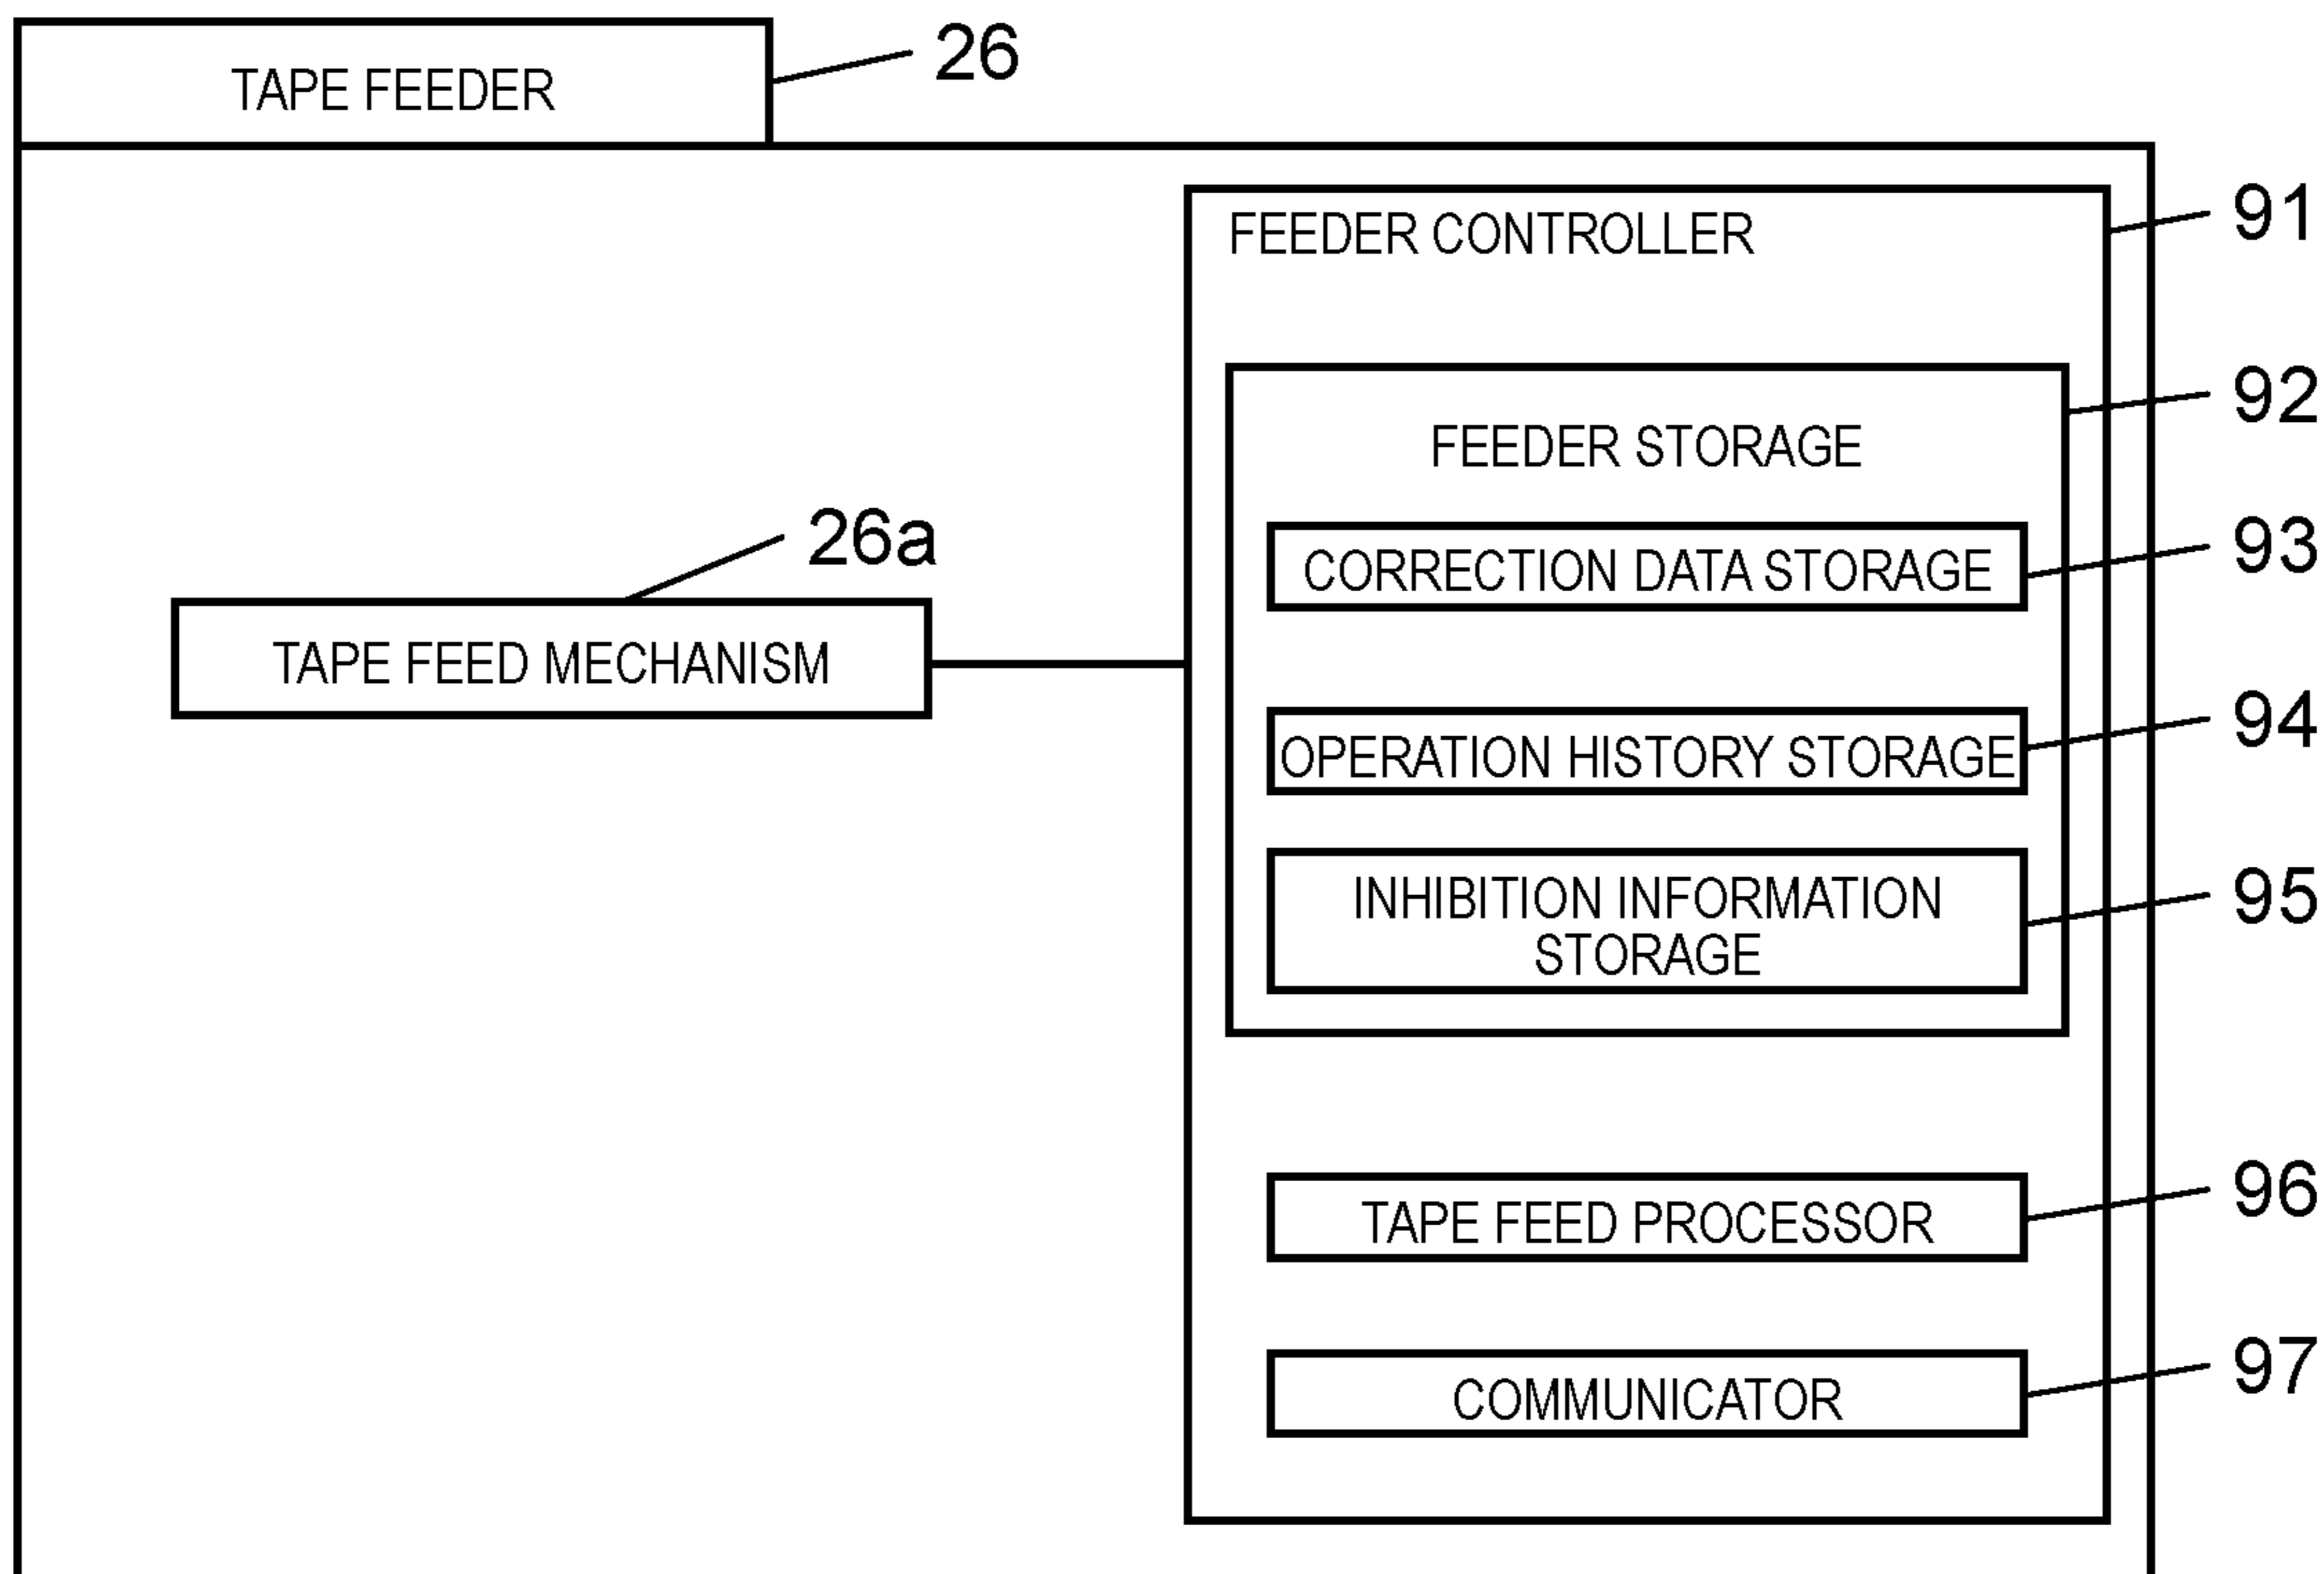 TAPE FEEDER
26
FEEDER CONTROLLER
91
FEEDER STORAGE
92
CORRECTION DATA STORAGE
93
26a
TAPE FEED MECHANISM
OPERATION HISTORY STORAGE
94
INHIBITION INFORMATION
STORAGE
95
TAPE FEED PROCESSOR
96
COMMUNICATOR
97